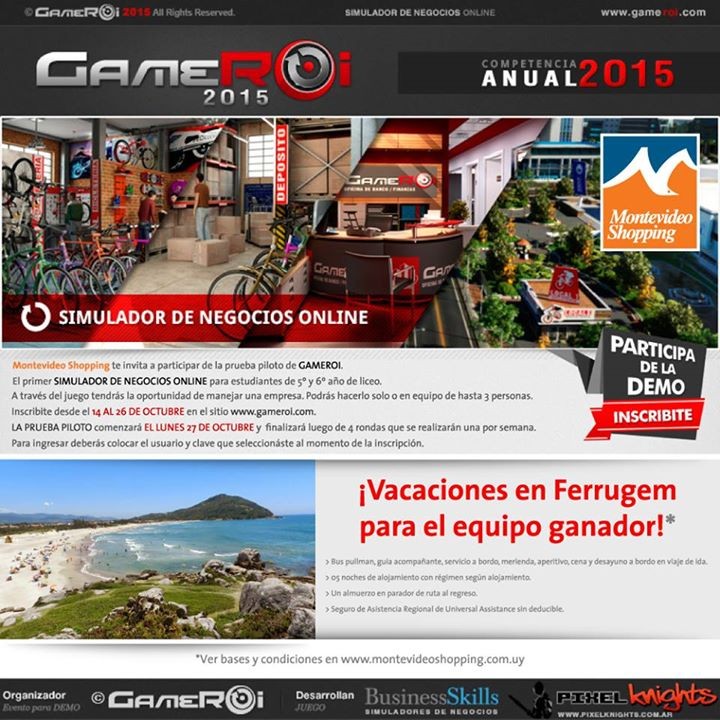 © GAMEROi 2015 All Rights Reserved.
SIMULADOR DE NEGOCIOS ONLINE
www.gameroi.com
GAMEROi
2015
COMPETENCIA
ANUAL2015
DEPOSITO
GAMEROi
OFICINA DE BANCO / FINANZAS
GAMEROi
LOCAL 1
Montevideo
Shopping
SIMULADOR DE NEGOCIOS ONLINE
Montevideo Shopping te invita a participar de la prueba piloto de GAMEROI.
El primer SIMULADOR DE NEGOCIOS ONLINE para estudiantes de 5º y 6º año de liceo.
A través del juego tendrás la oportunidad de manejar una empresa. Podrás hacerlo solo o en equipo de hasta 3 personas.
Inscribite desde el 14 AL 26 DE OCTUBRE en el sitio www.gameroi.com.
LA PRUEBA PILOTO comenzará EL LUNES 27 DE OCTUBRE y finalizará luego de 4 rondas que se realizarán una por semana.
Para ingresar deberás colocar el usuario y clave que seleccionáste al momento de la inscripción.
PARTICIPA
DE LA
DEMO
INSCRIBITE
¡Vacaciones en Ferrugem
para el equipo ganador!*
> Bus pullman, guia acompañante, servicio a bordo, merienda, aperitivo, cena y desayuno a bordo en viaje de ida.
> 05 noches de alojamiento con régimen según alojamiento.
> Un almuerzo en parador de ruta al regreso.
> Seguro de Asistencia Regional de Universal Assistance sin deducible.
*Ver bases y condiciones en www.montevideoshopping.com.uy
Organizador
Evento para DEMO
© GAMEROi
Desarrollan
JUEGO
BusinessSkills
SIMULADORES DE NEGOCIOS
PIXEL Knights
WWW.PIXELKNIGHTS.COM.AR